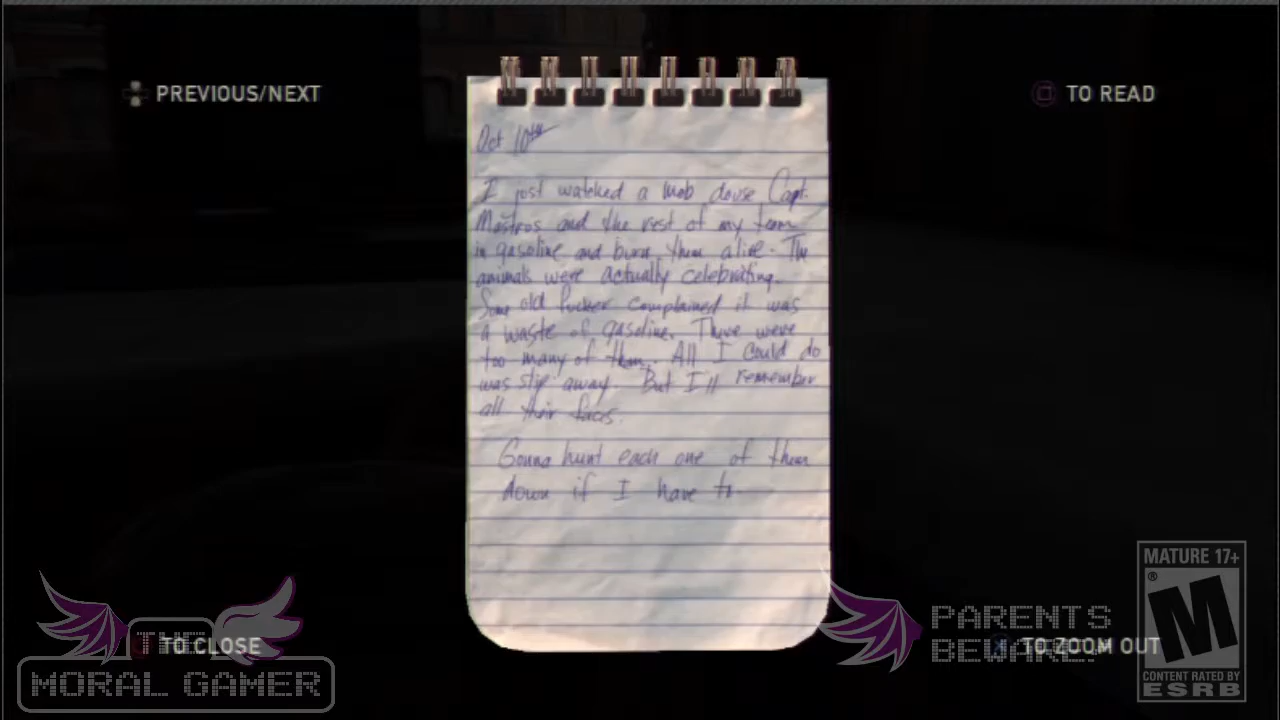 PREVIOUS/NEXT
TO READ
Oct 10th
I just watched a mob douse Capt.
Mastros and the rest of my team
in gasoline and burn them alive. The
animals were actually celebrating.
Some old fucker complained it was
a waste of gasoline. There were
too many of them. All I could do
was slip away. But I'll remember
all their faces.
Gonna hunt each one of them
down if I have to
TO CLOSE
THE
MORAL GAMER
PARENTS
BEWARE!
TO ZOOM OUT
MATURE 17+
®
M
CONTENT RATED BY
ESRB